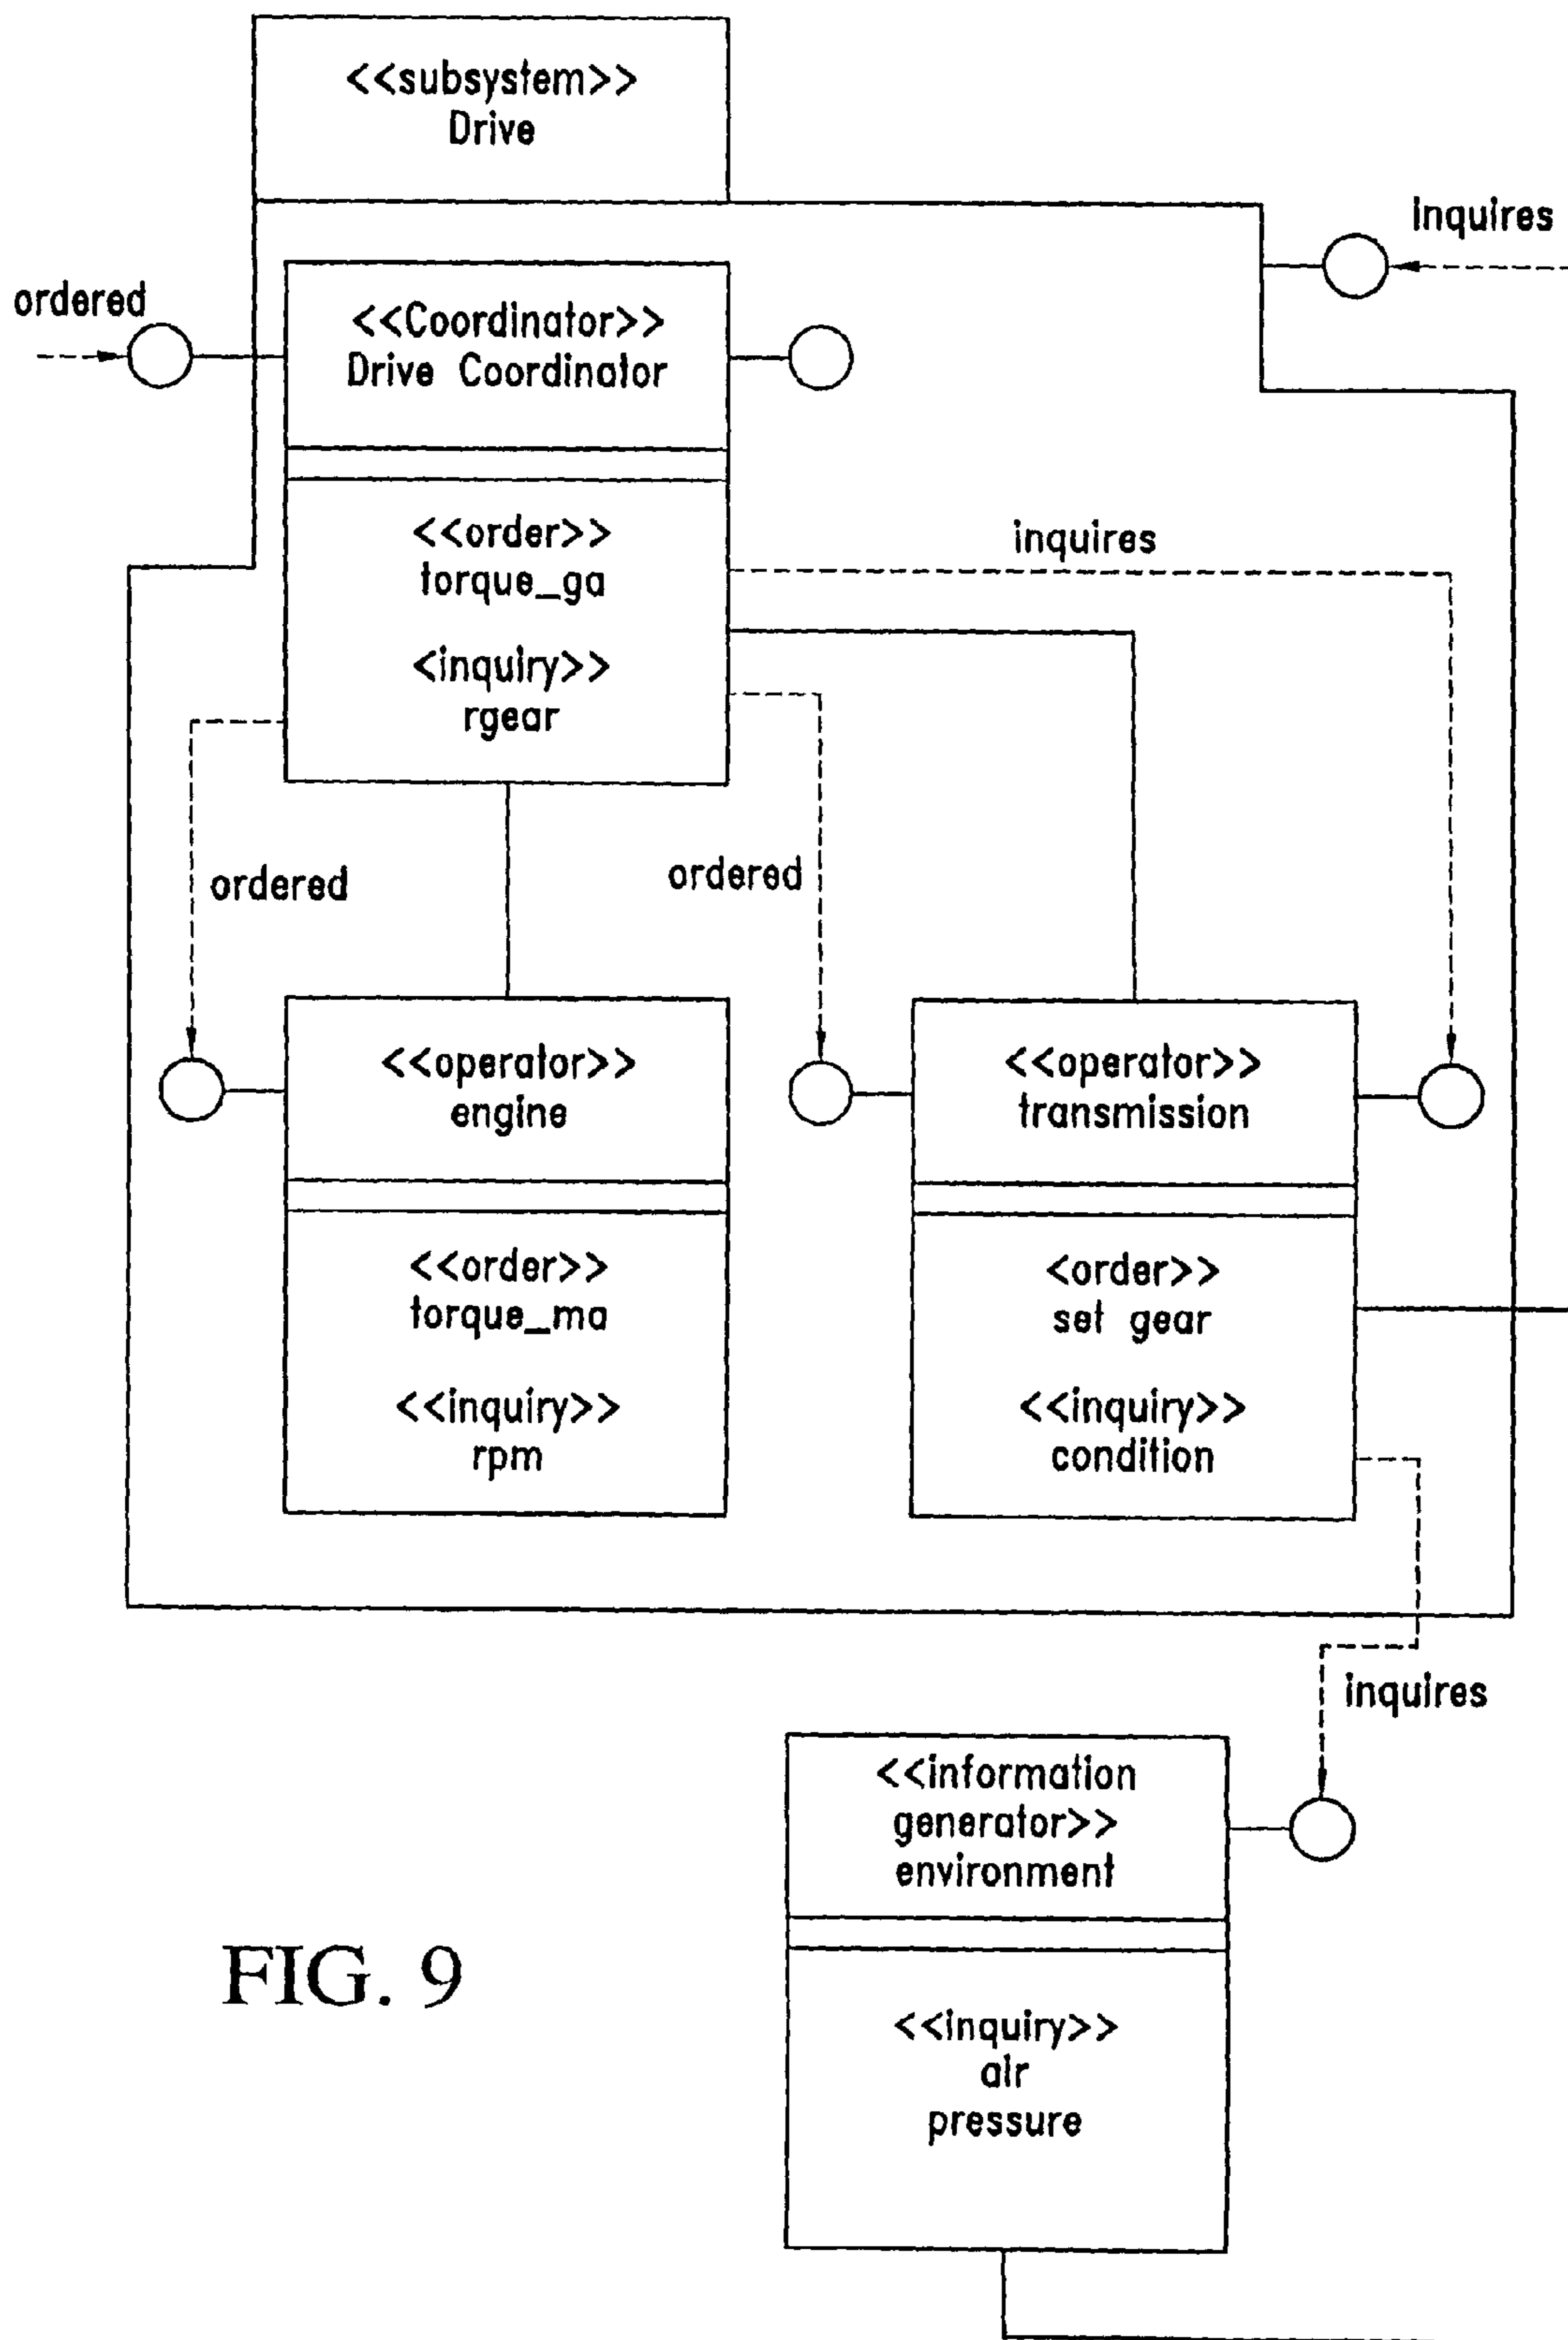 <<subsystem>>
Drive
Inquires
ordered
<<Coordinator>>
Drive Coordinator
<<order>>
torque_ga
<inquiry>>
rgear
inquires
ordered
ordered
<<operator>>
engine
<<order>>
torque_ma
<<inquiry>>
rpm
<<operator>>
transmission
<order>>
set gear
<<inquiry>>
condition
inquires
<<information
generator>>
environment
<<inquiry>>
air
pressure
FIG. 9